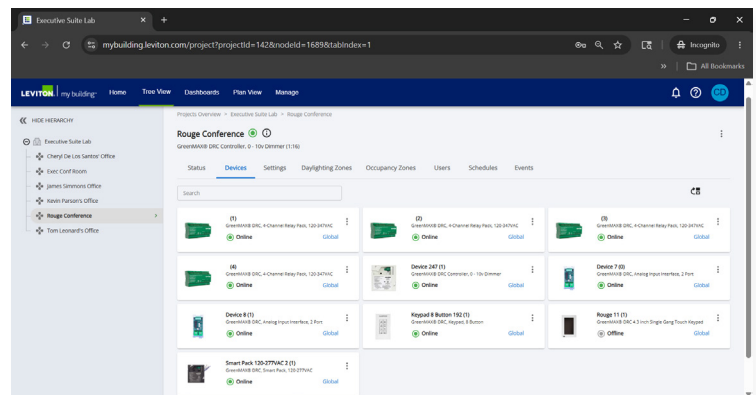 Executive Suite Lab
mybuilding.leviton.com/project?projectId=142&nodeId=1689&tabIndex=1
Incognito
All Bookmarks
LEVITON. my building
Home
Tree View
Dashboards
Plan View
Manage
CD
HIDE HIERARCHY
Executive Suite Lab
Cheryl De Los Santos' Office
Exec Conf Room
James Simmons Office
Kevin Parson's Office
Rouge Conference
Tom Leonard's Office
Projects Overview > Executive Suite Lab > Rouge Conference
Rouge Conference
GreenMAX® DRC Controller, 0 - 10v Dimmer (1:16)
Status
Devices
Settings
Daylighting Zones
Occupancy Zones
Users
Schedules
Events
Search
(1)
GreenMAX® DRC, 4-Channel Relay Pack, 120-347VAC
Online
Global
(2)
GreenMAX® DRC, 4-Channel Relay Pack, 120-347VAC
Online
Global
(3)
GreenMAX® DRC, 4-Channel Relay Pack, 120-347VAC
Online
Global
(4)
GreenMAX® DRC, 4-Channel Relay Pack, 120-347VAC
Online
Global
Device 247 (1)
GreenMAX® DRC Controller, 0 - 10v Dimmer
Online
Global
Device 7 (0)
GreenMAX® DRC, Analog Input Interface, 2 Port
Online
Global
Device 8 (1)
GreenMAX® DRC, Analog Input Interface, 2 Port
Online
Global
Keypad 8 Button 192 (1)
GreenMAX® DRC, Keypad, 8 Button
Online
Global
Rouge 11 (1)
GreenMAX® DRC 4.3 inch Single Gang Touch Keypad
Offline
Global
Smart Pack 120-277VAC 2 (1)
GreenMAX® DRC, Smart Pack, 120-277VAC
Online
Global